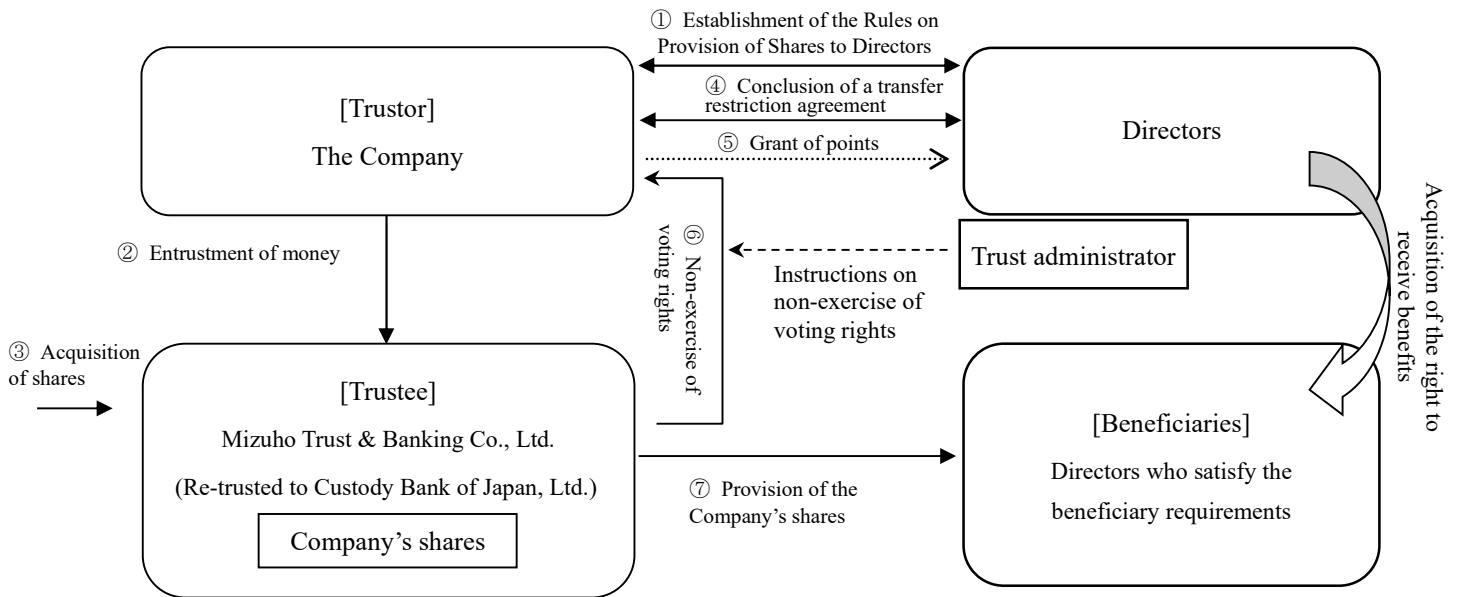 ① Establishment of the Rules on
Provision of Shares to Directors
[Trustor]
The Company
④ Conclusion of a transfer
restriction agreement
⑤ Grant of points
Directors
② Entrustment of money
⑥ Non-exercise of
voting rights
Instructions on
non-exercise of
voting rights
Trust administrator
Acquisition of the right to
receive benefits
③ Acquisition
of shares
[Trustee]
Mizuho Trust & Banking Co., Ltd.
(Re-trusted to Custody Bank of Japan, Ltd.)
Company’s shares
⑦ Provision of the
Company’s shares
[Beneficiaries]
Directors who satisfy the
beneficiary requirements